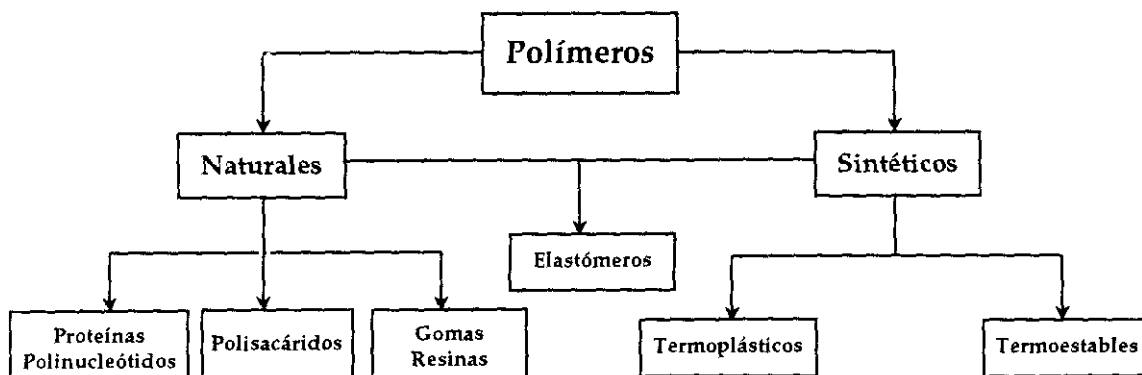 Polímeros
Naturales
Sintéticos
Elastómeros
Proteínas
Polinucleótidos
Polisacáridos
Gomas
Resinas
Termoplásticos
Termoestables